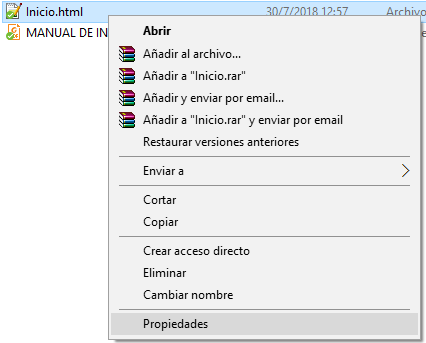 Inicio.html 30/7/2018 12:57 Archivo
MANUAL DE IN
Abrir
Añadir al archivo...
Añadir a "Inicio.rar"
Añadir y enviar por email...
Añadir a "Inicio.rar" y enviar por email
Restaurar versiones anteriores
Enviar a
Cortar
Copiar
Crear acceso directo
Eliminar
Cambiar nombre
Propiedades